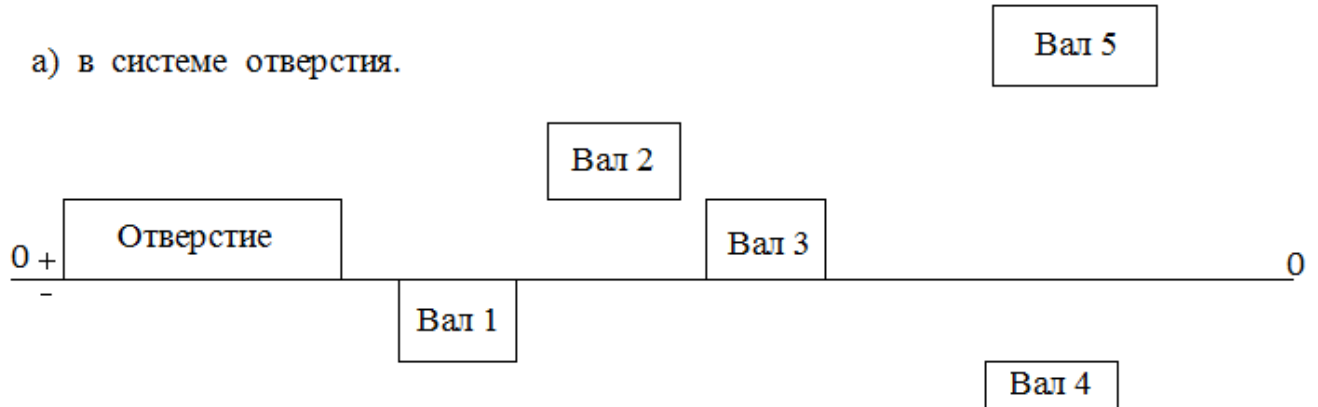 а) в системе отверстия.
Вал 5
Вал 2
Отверстие
Вал 3
0 +
0
-
Вал 1
Вал 4